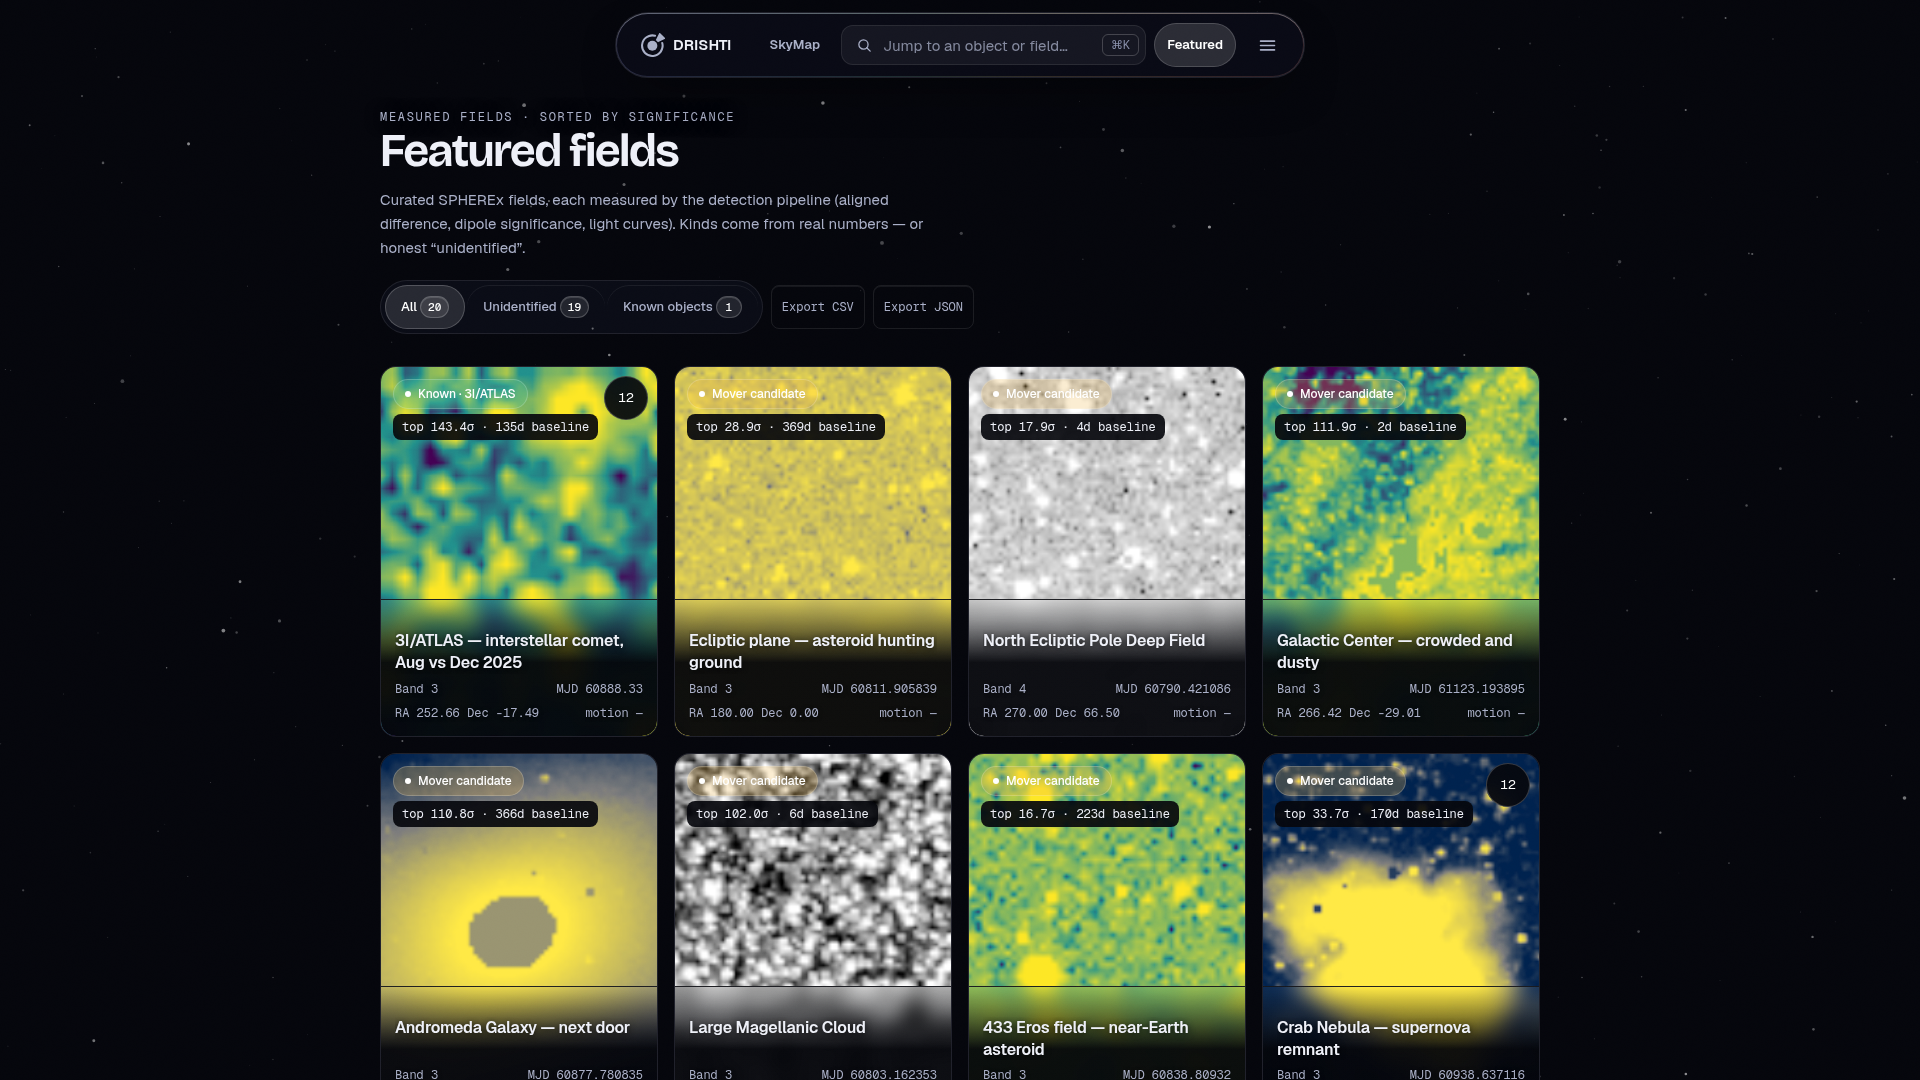 DRISHTI
SkyMap
Jump to an object or field...
⌘K
Featured
MEASURED FIELDS · SORTED BY SIGNIFICANCE
Featured fields
Curated SPHEREx fields, each measured by the detection pipeline (aligned
difference, dipole significance, light curves). Kinds come from real numbers — or
honest “unidentified”.
All 20
Unidentified 19
Known objects 1
Export CSV
Export JSON
Known · 3I/ATLAS
12
top 143.4σ · 135d baseline
3I/ATLAS — interstellar comet,
Aug vs Dec 2025
Band 3
MJD 60888.33
RA 252.66 Dec -17.49
motion —
Mover candidate
top 28.9σ · 369d baseline
Ecliptic plane — asteroid hunting
ground
Band 3
MJD 60811.905839
RA 180.00 Dec 0.00
motion —
Mover candidate
top 17.9σ · 4d baseline
North Ecliptic Pole Deep Field
Band 4
MJD 60790.421086
RA 270.00 Dec 66.50
motion —
Mover candidate
top 111.9σ · 2d baseline
Galactic Center — crowded and
dusty
Band 3
MJD 61123.193895
RA 266.42 Dec -29.01
motion —
Mover candidate
top 110.8σ · 366d baseline
Andromeda Galaxy — next door
Band 3
MJD 60877.780835
Mover candidate
top 102.0σ · 6d baseline
Large Magellanic Cloud
Band 3
MJD 60803.162353
Mover candidate
top 16.7σ · 223d baseline
433 Eros field — near-Earth
asteroid
Band 3
MJD 60838.80932
Mover candidate
12
top 33.7σ · 170d baseline
Crab Nebula — supernova
remnant
Band 3
MJD 60938.637116